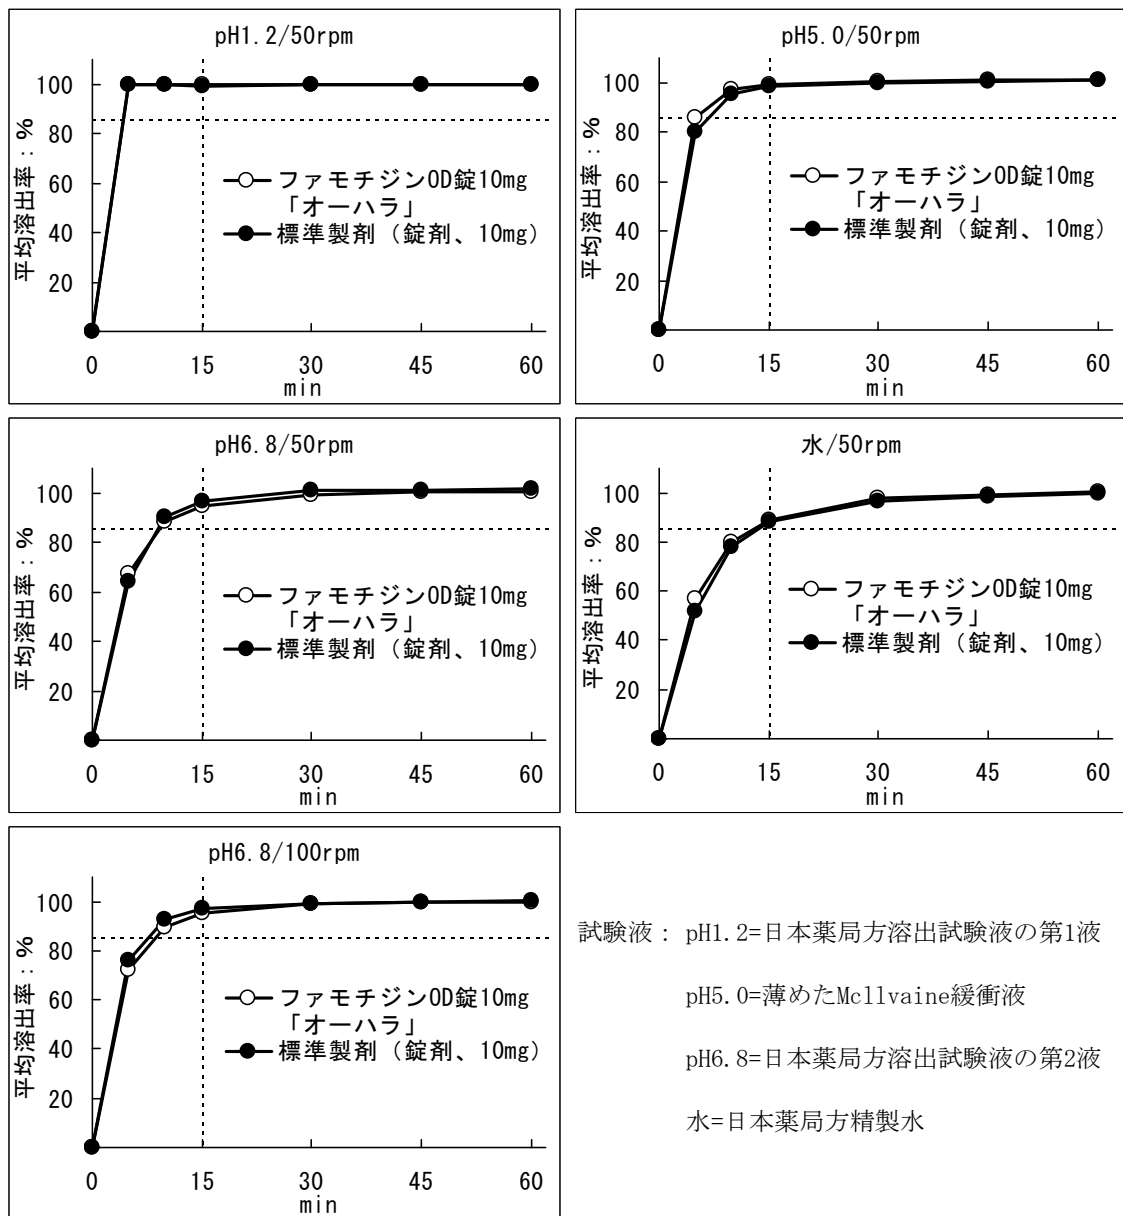 pH1.2/50rpm
平均溶出率：%
100
80
60
40
20
ファモチジンOD錠10mg
「オーハラ」
標準製剤（錠剤、10mg）
0 15 30 45 60
min
pH5.0/50rpm
平均溶出率：%
100
80
60
40
20
ファモチジンOD錠10mg
「オーハラ」
標準製剤（錠剤、10mg）
0 15 30 45 60
min
pH6.8/50rpm
平均溶出率：%
100
80
60
40
20
ファモチジンOD錠10mg
「オーハラ」
標準製剤（錠剤、10mg）
0 15 30 45 60
min
水/50rpm
平均溶出率：%
100
80
60
40
20
ファモチジンOD錠10mg
「オーハラ」
標準製剤（錠剤、10mg）
0 15 30 45 60
min
pH6.8/100rpm
平均溶出率：%
100
80
60
40
20
ファモチジンOD錠10mg
「オーハラ」
標準製剤（錠剤、10mg）
0 15 30 45 60
min
試験液：pH1.2=日本薬局方溶出試験液の第1液
pH5.0=薄めたMcllvaine緩衝液
pH6.8=日本薬局方溶出試験液の第2液
水=日本薬局方精製水